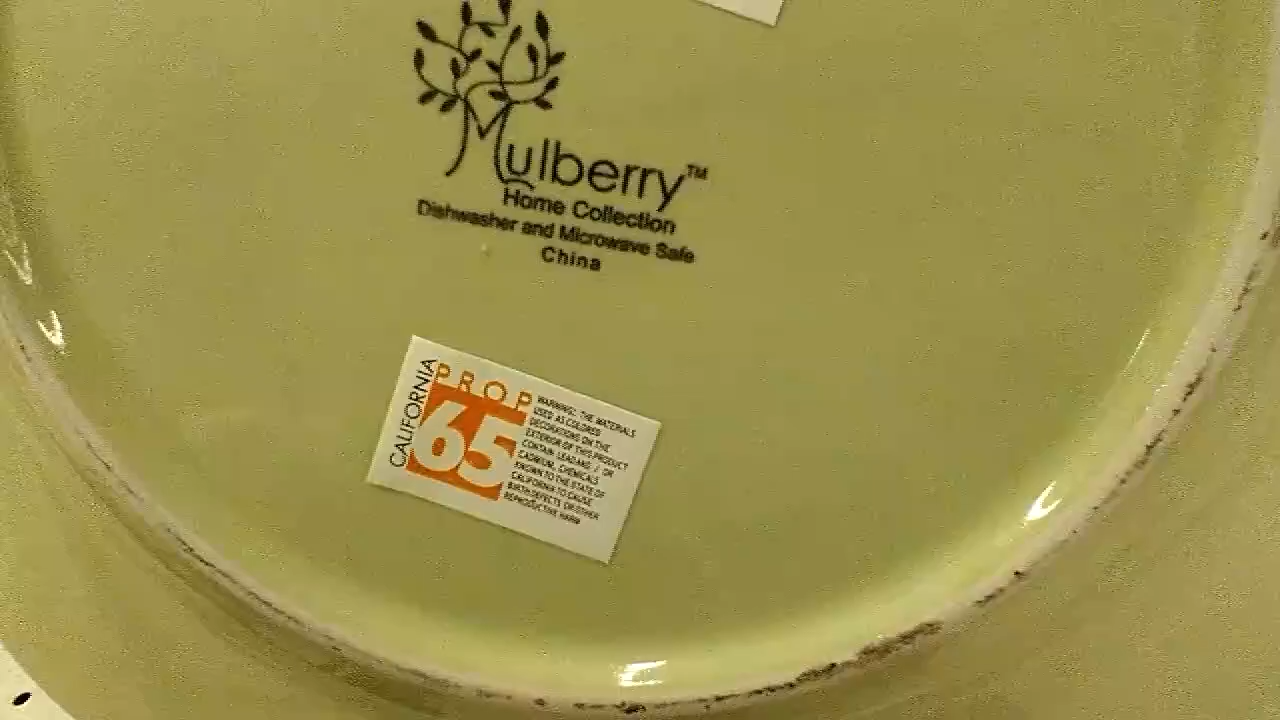 Mulberry™
Home Collection
Dishwasher and Microwave Safe
China
CALIFORNIA
PROP
65
WARNING: THE MATERIALS
USED AS COLORED
DECORATIONS ON THE
EXTERIOR OF THIS PRODUCT
CONTAIN LEAD AND / OR
CADMIUM, CHEMICALS
KNOWN TO THE STATE OF
CALIFORNIA TO CAUSE
BIRTH DEFECTS OR OTHER
REPRODUCTIVE HARM